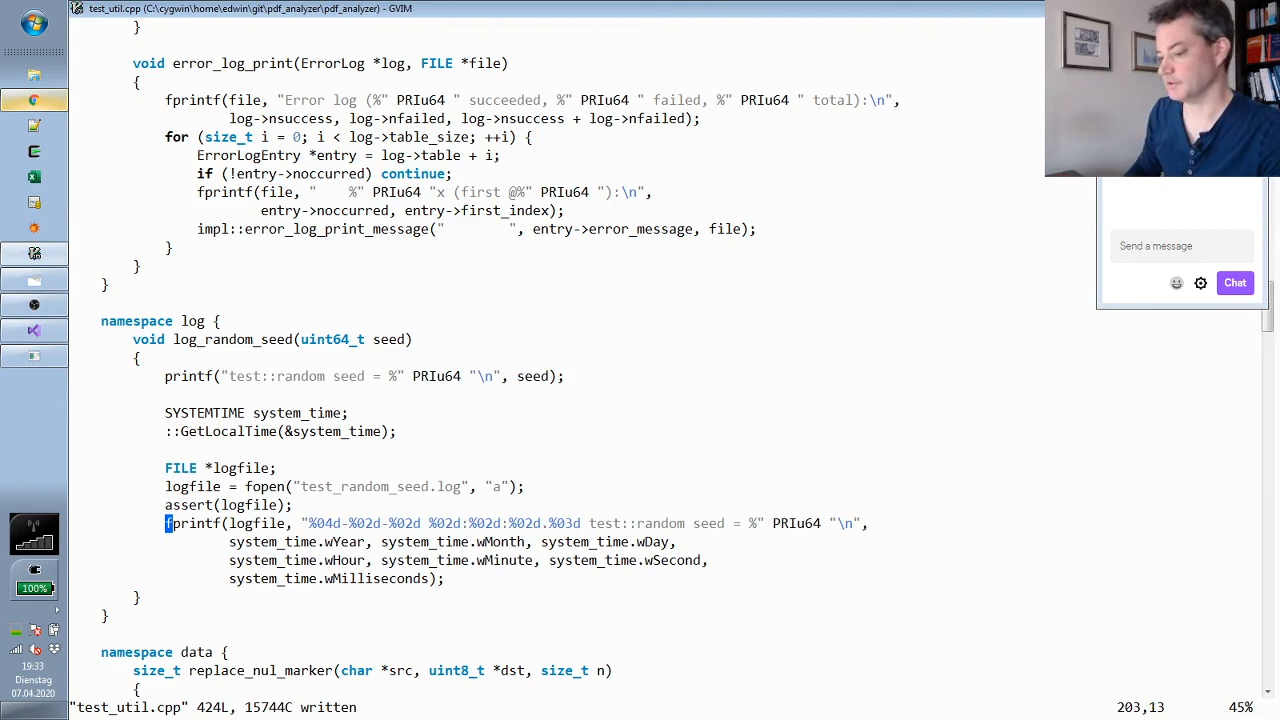 test_util.cpp (C:\cygwin\home\edwin\git\pdf_analyzer\pdf_analyzer) - GVIM
}
void error_log_print(ErrorLog *log, FILE *file)
{
fprintf(file, "Error log (%" PRIu64 " succeeded, %" PRIu64 " failed, %" PRIu64 " total):\n",
log->nsuccess, log->nfailed, log->nsuccess + log->nfailed);
for (size_t i = 0; i < log->table_size; ++i) {
ErrorLogEntry *entry = log->table + i;
if (!entry->noccurred) continue;
fprintf(file, "    %" PRIu64 "x (first @%" PRIu64 "):\n",
entry->noccurred, entry->first_index);
impl::error_log_print_message("        ", entry->error_message, file);
}
}
}
namespace log {
void log_random_seed(uint64_t seed)
{
printf("test::random seed = %" PRIu64 "\n", seed);
SYSTEMTIME system_time;
::GetLocalTime(&system_time);
FILE *logfile;
logfile = fopen("test_random_seed.log", "a");
assert(logfile);
fprintf(logfile, "%04d-%02d-%02d %02d:%02d:%02d.%03d test::random seed = %" PRIu64 "\n",
system_time.wYear, system_time.wMonth, system_time.wDay,
system_time.wHour, system_time.wMinute, system_time.wSecond,
system_time.wMilliseconds);
}
}
namespace data {
size_t replace_nul_marker(char *src, uint8_t *dst, size_t n)
{
"test_util.cpp" 424L, 15744C written
203,13
45%
Send a message
Chat
100%
19:33
Dienstag
07.04.2020